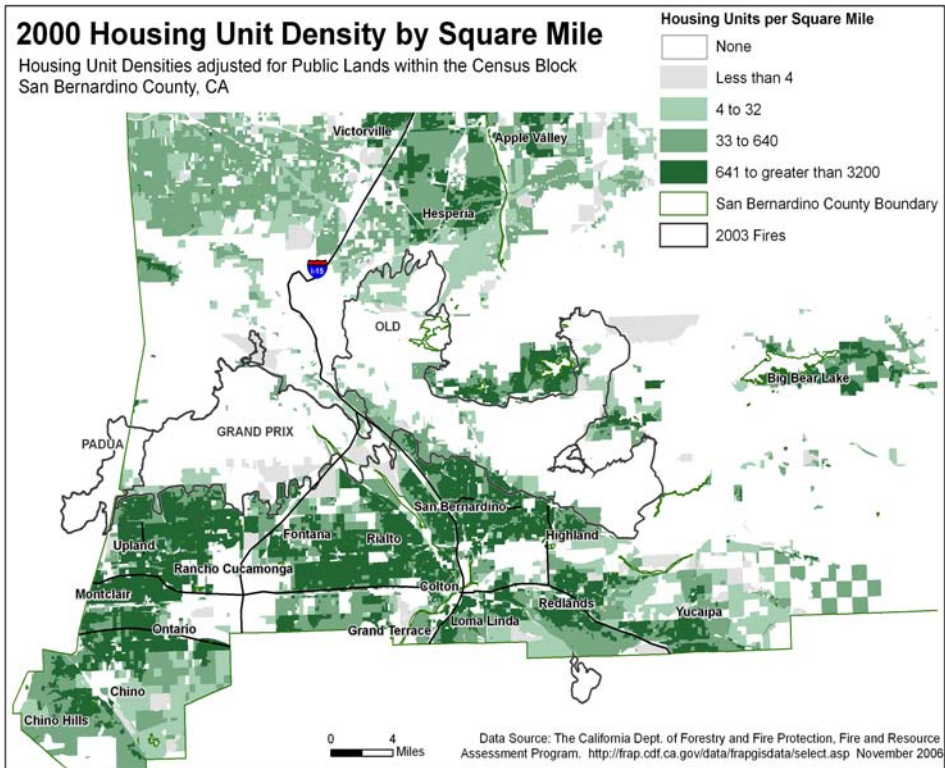 2000 Housing Unit Density by Square Mile
Housing Unit Densities adjusted for Public Lands within the Census Block
San Bernardino County, CA
Housing Units per Square Mile
None
Less than 4
4 to 32
33 to 640
641 to greater than 3200
San Bernardino County Boundary
2003 Fires
Victorville
Apple Valley
Hesperia
I-15
OLD
Big Bear Lake
PADUA
GRAND PRIX
San Bernardino
Upland
Fontana
Rialto
Highland
Rancho Cucamonga
Montclair
Colton
Redlands
Yucaipa
Ontario
Grand Terrace
Loma Linda
Chino
Chino Hills
0 4
Miles
Data Source: The California Dept. of Forestry and Fire Protection, Fire and Resource
Assessment Program. http://frap.cdf.ca.gov/data/frapgisdata/select.asp November 2006